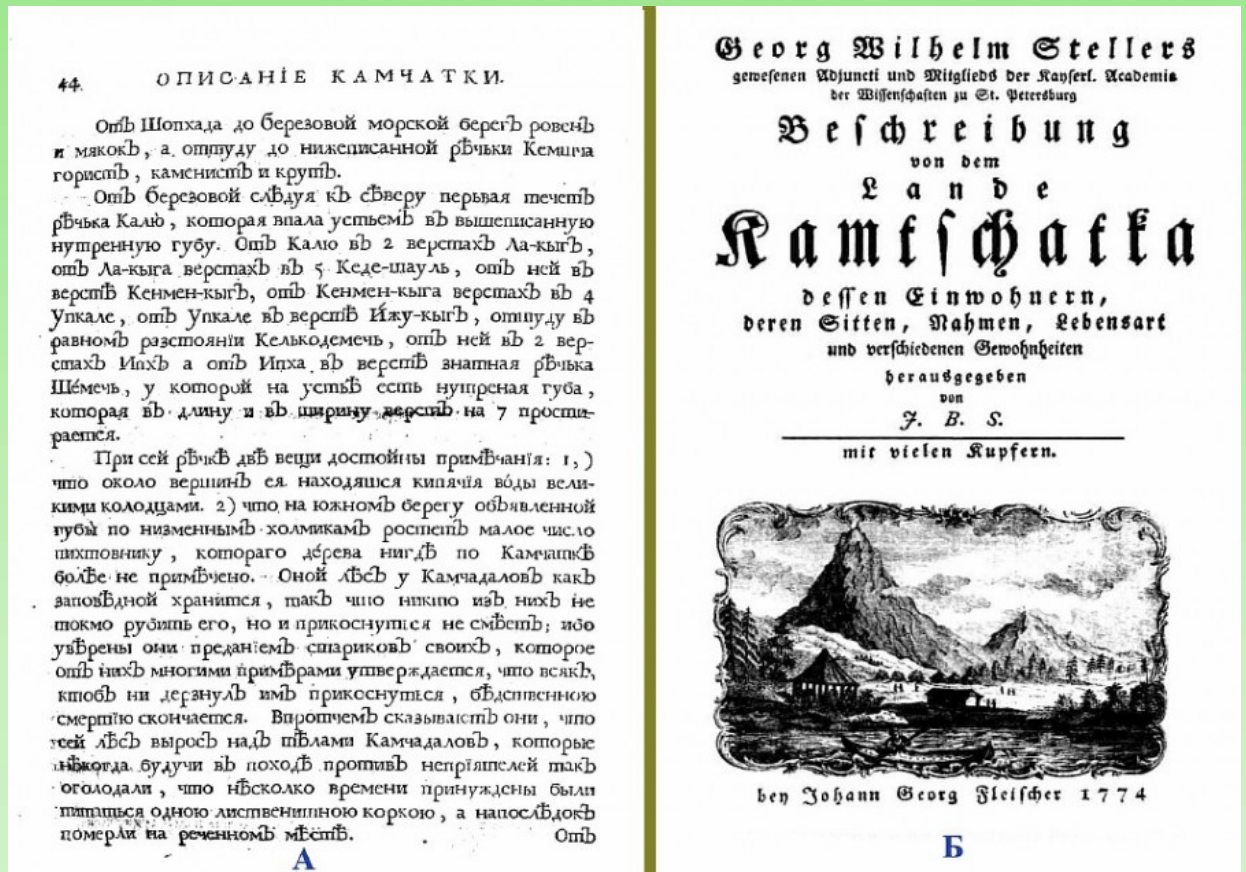 44. ОПИСАНІЕ КАМЧАТКИ.
Отъ Шопхада до березовой морской берегъ ровенъ
и мякокъ, а оттуду до нижеписанной рѣчьки Кемшча
гористъ, каменистъ и крутъ.
Отъ березовой слѣдуя къ сѣверу перьвая течетъ
рѣчька Калю, которая впала устьемъ въ вышеписанную
нутренную губу. Отъ Калю въ 2 верстахъ Ла-кыгъ,
отъ Ла-кыга верстахъ въ 5 Кеде-шауль, отъ ней въ
верстѣ Кенмен-кыгъ, отъ Кенмен-кыга верстахъ въ 4
Упкале, отъ Упкале въ верстѣ Ижу-кыгъ, оттуду въ
равномъ разстояніи Келькодемечь, отъ ней въ 2 вер-
стахъ Ипхъ а отъ Ипха въ верстѣ знатная рѣчька
Шемечь, у которой на устьѣ есть нутреная губа,
которая въ длину и въ ширину верстъ на 7 прости-
рается.
При сей рѣчкѣ двѣ вещи достойны примѣчанія: 1,)
что около вершинъ ея находятся кипячія воды вели-
кими колодцами. 2) что на южномъ берегу объявленной
губы по низменнымъ холмикамъ ростетъ малое число
пихтовнику, котораго дерева нигдѣ по Камчаткѣ
болѣе не примѣчено. Оной лѣсъ у Камчадаловъ какъ
заповѣдной хранится, такъ что никто изъ нихъ не
токмо рубить его, но и прикоснуться не смѣетъ; ибо
увѣрены они преданіемъ стариковъ своихъ, которое
отъ нихъ многими примѣрами утверждается, что всякъ,
ктобъ ни дерзнулъ имъ прикоснуться, бѣдственною
смертію скончается. Впротчемъ сказываютъ они, что
сей лѣсъ выросъ надъ тѣлами Камчадаловъ, которые
нѣкогда будучи въ походѣ противъ непріятелей такъ
оголодали, что нѣсколко времени принуждены были
питаться одною лиственишною коркою, а напослѣдокъ
померли на реченномъ мѣстѣ. Отъ
А
Georg Wilhelm Stellers
gewesenen Adjuncti und Mitglieds der Kayserl. Academie
der Wissenschaften zu St. Petersburg
Beschreibung
von dem
Lande
Kamtschatka
dessen Einwohnern,
deren Sitten, Nahmen, Lebensart
und verschiedenen Gewohnheiten
herausgegeben
von
J. B. S.
mit vielen Kupfern.
bey Johann Georg Fleischer 1774
Б